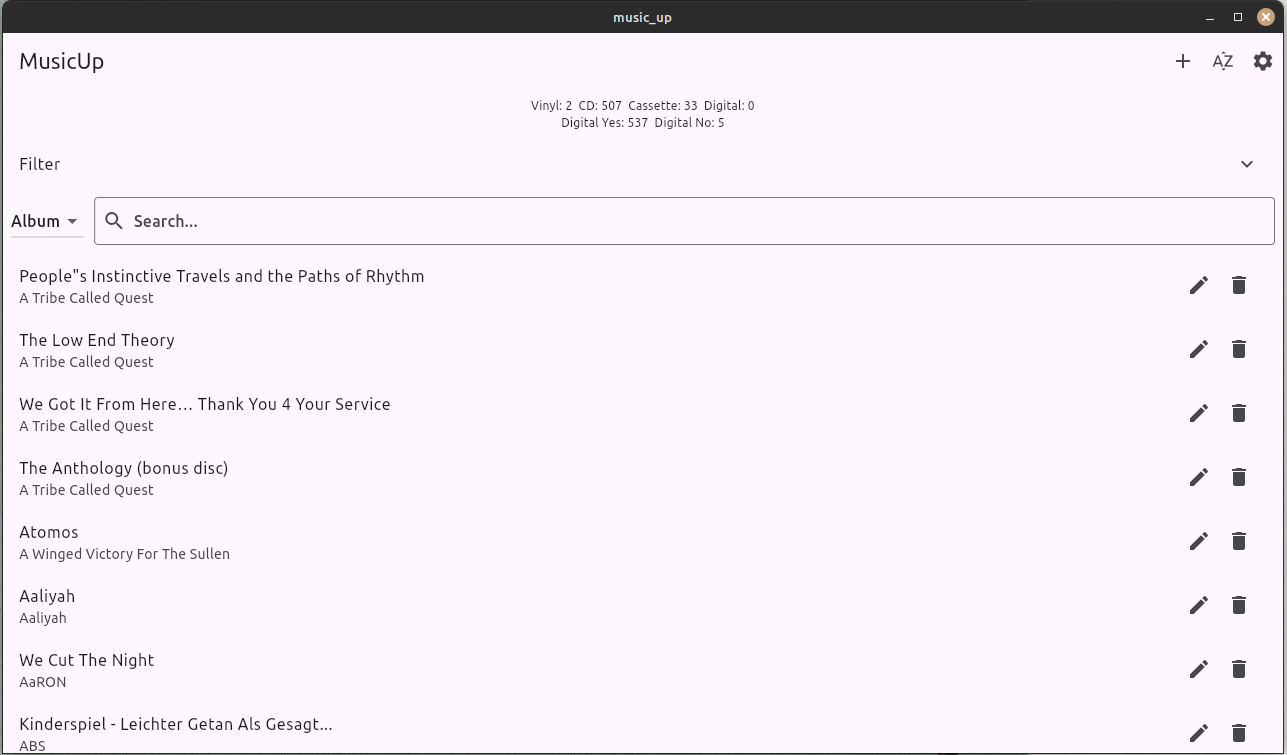 music_up
MusicUp
AZ
Vinyl: 2 CD: 507 Cassette: 33 Digital: 0
Digital Yes: 537 Digital No: 5
Filter
Album
Search...
People"s Instinctive Travels and the Paths of Rhythm
A Tribe Called Quest
The Low End Theory
A Tribe Called Quest
We Got It From Here... Thank You 4 Your Service
A Tribe Called Quest
The Anthology (bonus disc)
A Tribe Called Quest
Atomos
A Winged Victory For The Sullen
Aaliyah
Aaliyah
We Cut The Night
AaRON
Kinderspiel - Leichter Getan Als Gesagt...
ABS